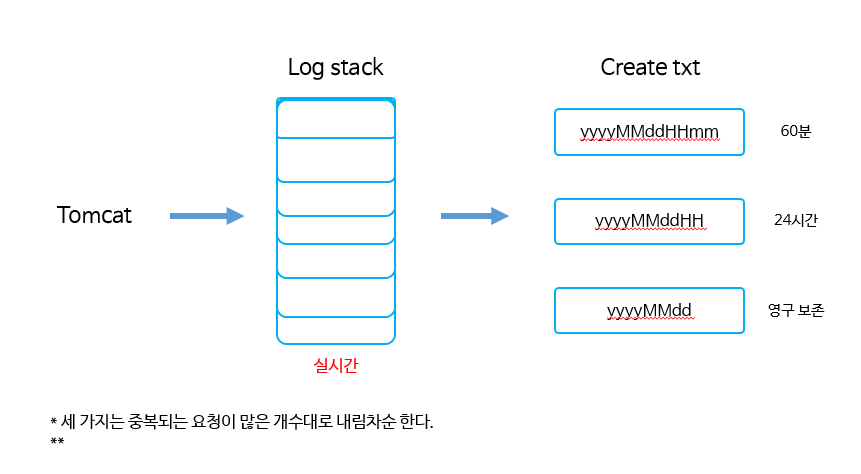 Log stack
Create txt
yyyyMMddHHmm
60분
Tomcat
yyyyMMddHH
24시간
yyyyMMdd
영구 보존
실시간
* 세 가지는 중복되는 요청이 많은 개수대로 내림차순 한다.
**